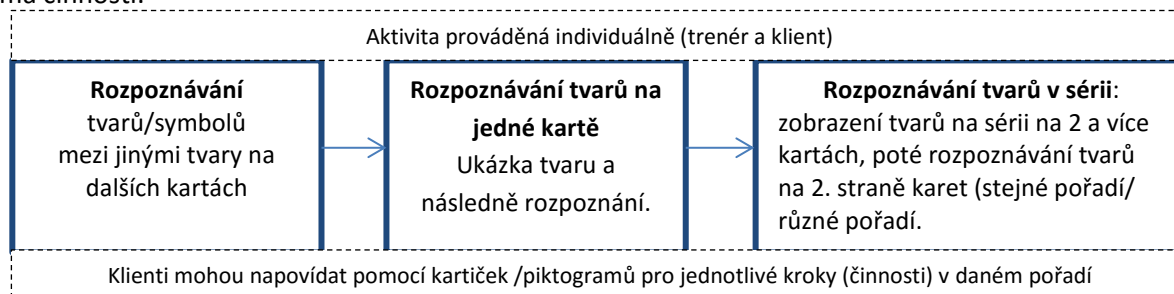 činnosti.
Aktivita prováděná individuálně (trenér a klient)
Rozpoznávání
tvarů/symbolů
mezi jinými tvary na
dalších kartách
Rozpoznávání tvarů na
jedné kartě
Ukázka tvaru a
následně rozpoznání.
Rozpoznávání tvarů v sérii:
zobrazení tvarů na sérii na 2 a více
kartách, poté rozpoznávání tvarů
na 2. straně karet (stejné pořadí/
různé pořadí.
Klienti mohou napovídat pomocí kartiček /piktogramů pro jednotlivé kroky (činnosti) v daném pořadí